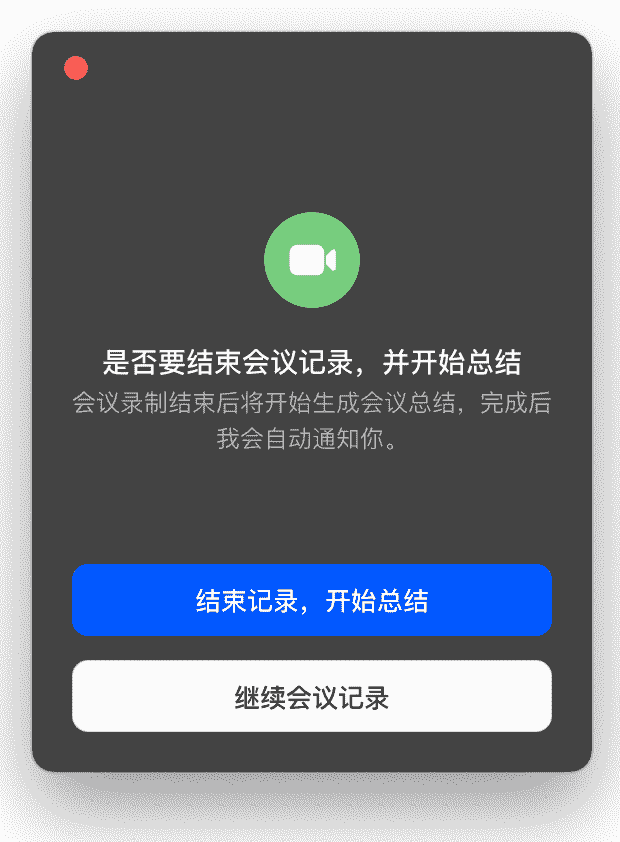 是否要结束会议记录，并开始总结
会议录制结束后将开始生成会议总结，完成后
我会自动通知你。
结束记录，开始总结
继续会议记录